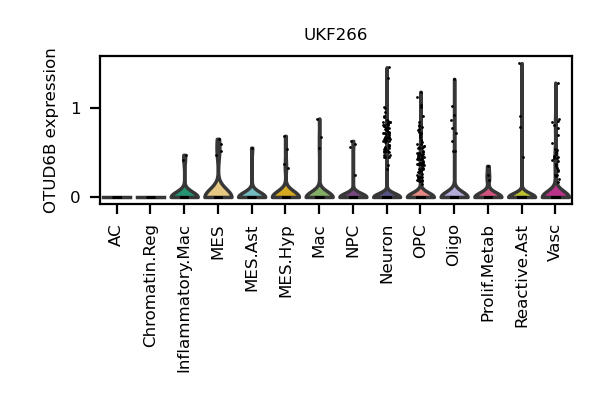 UKF266
OTUD6B expression
1
0
AC
Chromatin.Reg
Inflammatory.Mac
MES
MES.Ast
MES.Hyp
Mac
NPC
Neuron
OPC
Oligo
Prolif.Metab
Reactive.Ast
Vasc